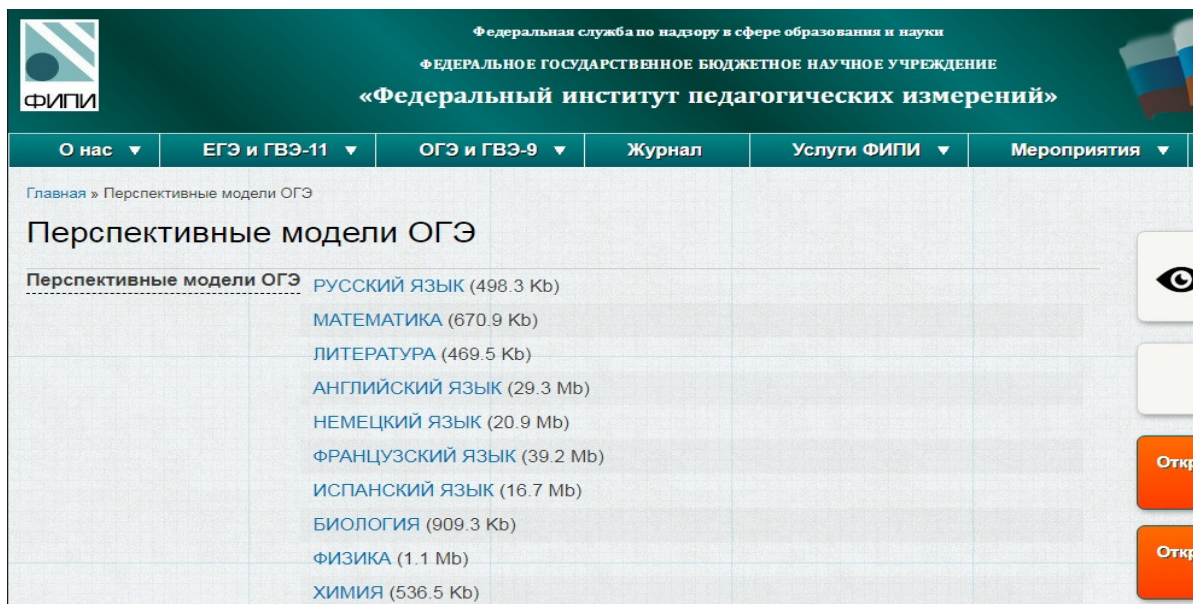 ФИПИ
Федеральная служба по надзору в сфере образования и науки
ФЕДЕРАЛЬНОЕ ГОСУДАРСТВЕННОЕ БЮДЖЕТНОЕ НАУЧНОЕ УЧРЕЖДЕНИЕ
«Федеральный институт педагогических измерений»
О нас ▼ ЕГЭ и ГВЭ-11 ▼ ОГЭ и ГВЭ-9 ▼ Журнал Услуги ФИПИ ▼ Мероприятия ▼
Главная » Перспективные модели ОГЭ
Перспективные модели ОГЭ
Перспективные модели ОГЭ РУССКИЙ ЯЗЫК (498.3 Kb)
МАТЕМАТИКА (670.9 Kb)
ЛИТЕРАТУРА (469.5 Kb)
АНГЛИЙСКИЙ ЯЗЫК (29.3 Mb)
НЕМЕЦКИЙ ЯЗЫК (20.9 Mb)
ФРАНЦУЗСКИЙ ЯЗЫК (39.2 Mb)
ИСПАНСКИЙ ЯЗЫК (16.7 Mb)
БИОЛОГИЯ (909.3 Kb)
Откр
ФИЗИКА (1.1 Mb)
Откр
ХИМИЯ (536.5 Kb)